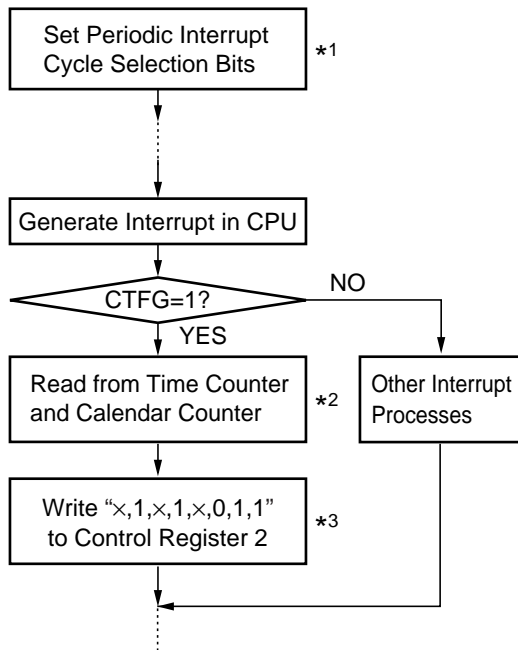 Set Periodic Interrupt
Cycle Selection Bits
*1
Generate Interrupt in CPU
CTFG=1?
NO
YES
Read from Time Counter
and Calendar Counter
*2
Other Interrupt
Processes
Write “×,1,×,1,×,0,1,1”
to Control Register 2
*3